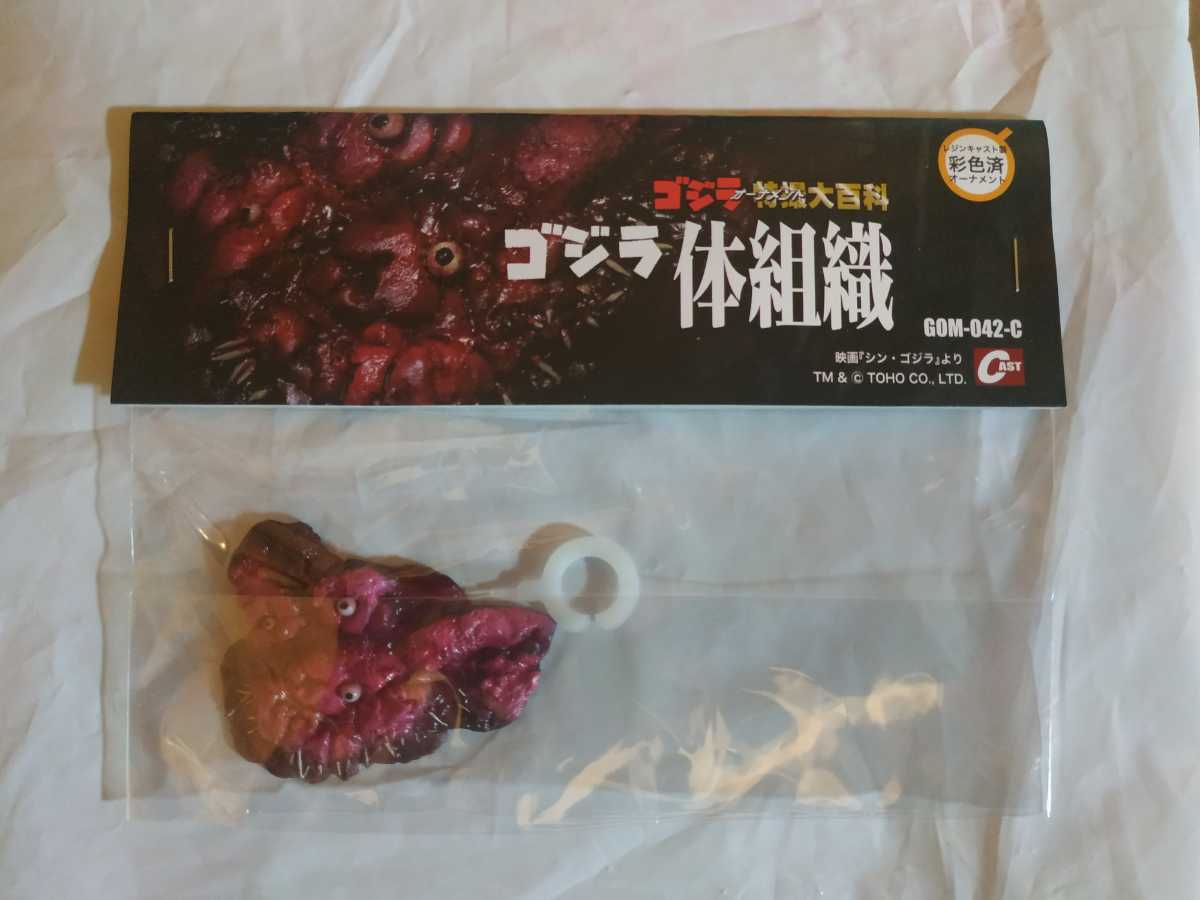 レジンキャスト製
彩色済
オーナメント
ゴジラ 特撮大百科
オーナメント
ゴジラ 体組織
GOM-042-C
映画『シン・ゴジラ』より
TM & © TOHO CO., LTD.
CAST